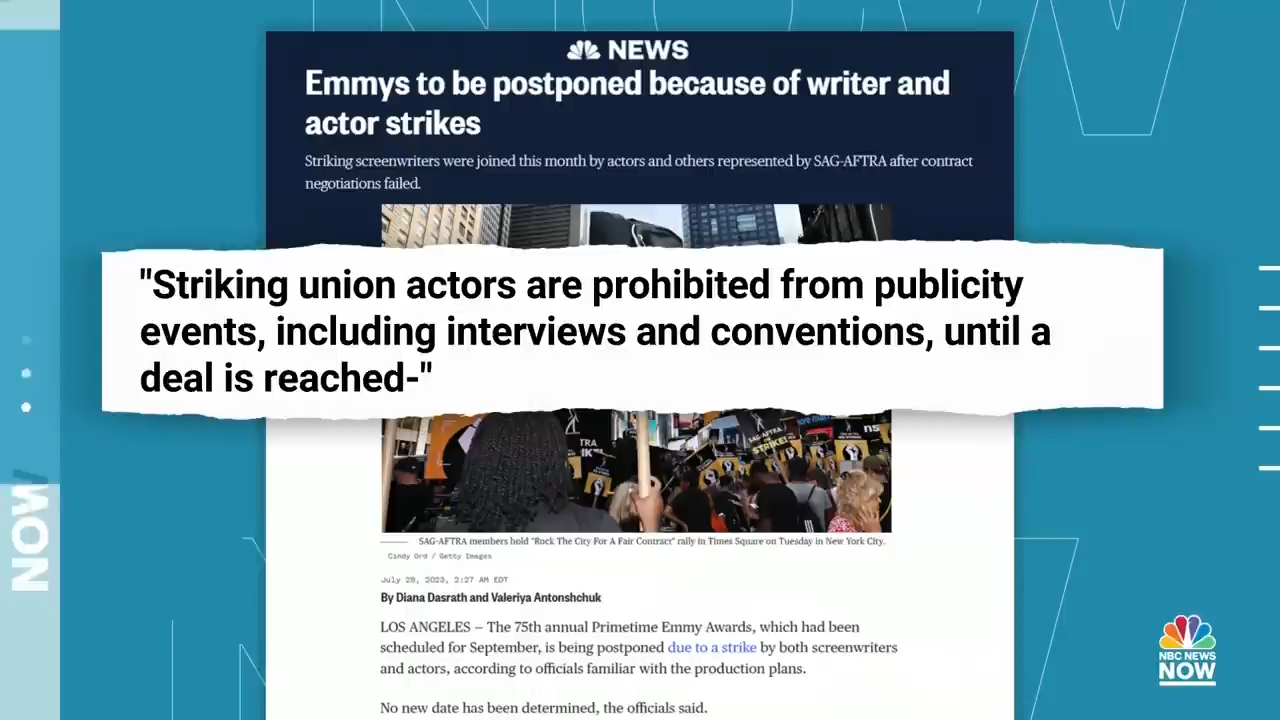 NEWS
Emmys to be postponed because of writer and
actor strikes
Striking screenwriters were joined this month by actors and others represented by SAG-AFTRA after contract
negotiations failed.
"Striking union actors are prohibited from publicity
events, including interviews and conventions, until a
deal is reached-"
SAG-AFTRA
STRIKE!
SAG-AFTRA members hold "Rock The City For A Fair Contract" rally in Times Square on Tuesday in New York City.
Cindy Ord / Getty Images
July 28, 2023, 2:27 AM EDT
By Diana Dasrath and Valeriya Antonshchuk
LOS ANGELES — The 75th annual Primetime Emmy Awards, which had been
scheduled for September, is being postponed due to a strike by both screenwriters
and actors, according to officials familiar with the production plans.
No new date has been determined, the officials said.
NOW
NBC NEWS
NOW